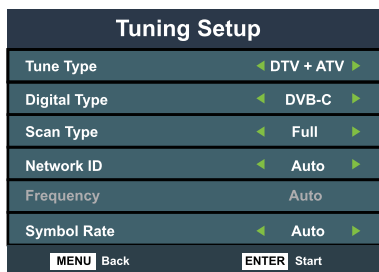 Tuning Setup
Tune Type DTV + ATV
Digital Type DVB-C
Scan Type Full
Network ID Auto
Frequency Auto
Symbol Rate Auto
MENU Back ENTER Start